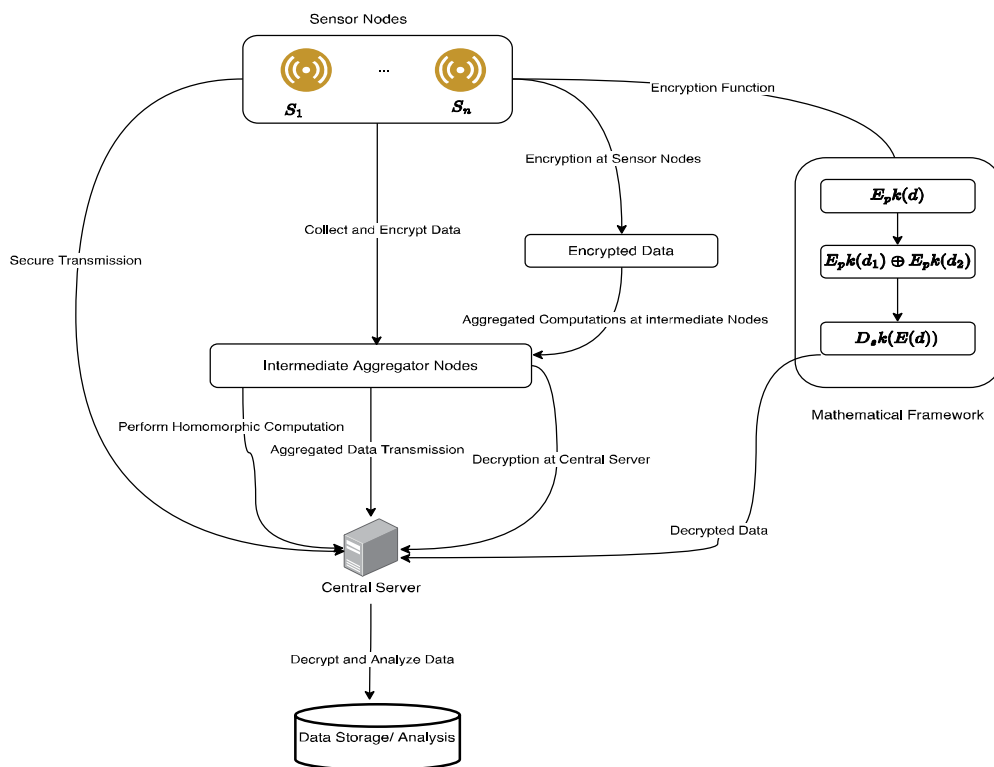 Sensor Nodes
...
S₁
Sₙ
Encryption Function
Encryption at Sensor Nodes
Eₚk(d)
Collect and Encrypt Data
Encrypted Data
Secure Transmission
Eₚk(d₁) ⊕ Eₚk(d₂)
Aggregated Computations at intermediate Nodes
Dₛk(E(d))
Intermediate Aggregator Nodes
Mathematical Framework
Perform Homomorphic Computation
Aggregated Data Transmission
Decryption at Central Server
Decrypted Data
Central Server
Decrypt and Analyze Data
Data Storage/ Analysis